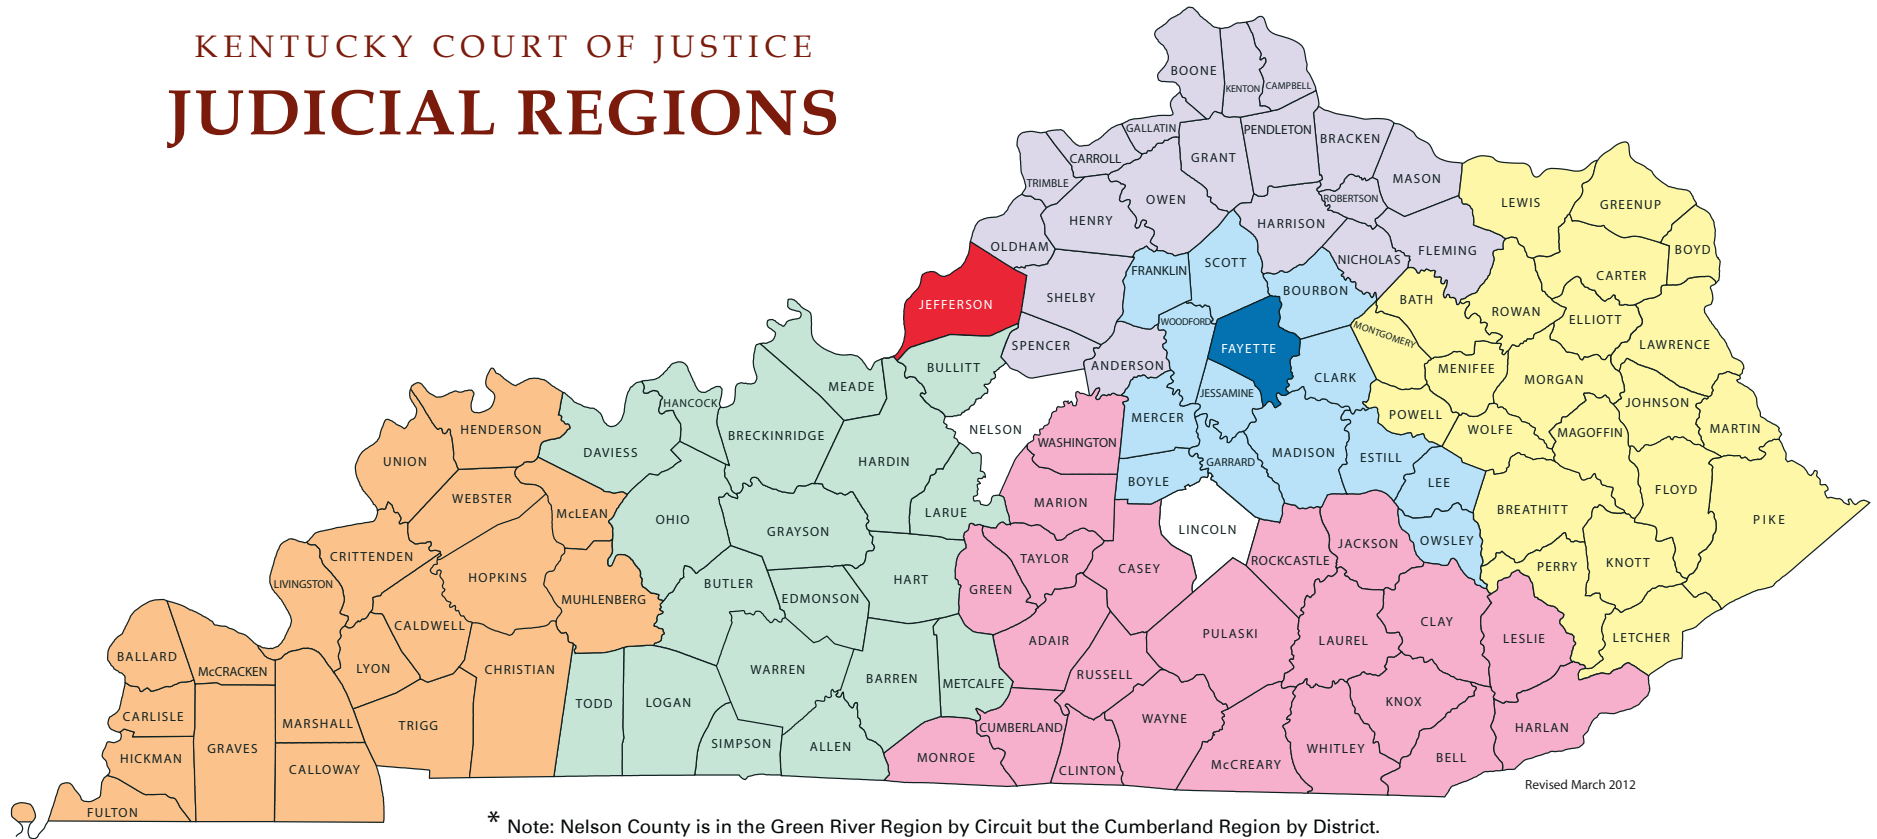 KENTUCKY COURT OF JUSTICE
JUDICIAL REGIONS
BOONE
KENTON
CAMPBELL
GALLATIN
PENDLETON
BRACKEN
CARROLL
GRANT
MASON
TRIMBLE
OWEN
ROBERTSON
LEWIS
GREENUP
HENRY
HARRISON
OLDHAM
FLEMING
BOYD
NICHOLAS
FRANKLIN
SCOTT
CARTER
JEFFERSON
SHELBY
BOURBON
BATH
ROWAN
ELLIOTT
WOODFORD
MONTGOMERY
SPENCER
FAYETTE
LAWRENCE
BULLITT
ANDERSON
MENIFEE
MORGAN
CLARK
MEADE
JESSAMINE
HANCOCK
JOHNSON
POWELL
MERCER
HENDERSON
NELSON
WOLFE
MAGOFFIN
MARTIN
BRECKINRIDGE
WASHINGTON
DAVIESS
MADISON
ESTILL
UNION
HARDIN
GARRARD
BOYLE
LEE
FLOYD
WEBSTER
MARION
McLEAN
LARUE
BREATHITT
OHIO
GRAYSON
LINCOLN
PIKE
JACKSON
OWSLEY
CRITTENDEN
TAYLOR
ROCKCASTLE
KNOTT
PERRY
CASEY
LIVINGSTON
HOPKINS
BUTLER
HART
GREEN
EDMONSON
MUHLENBERG
CALDWELL
CLAY
PULASKI
LAUREL
LESLIE
LETCHER
ADAIR
BALLARD
McCRACKEN
LYON
CHRISTIAN
WARREN
BARREN
METCALFE
RUSSELL
TODD
LOGAN
KNOX
CARLISLE
MARSHALL
TRIGG
CUMBERLAND
WAYNE
HARLAN
SIMPSON
ALLEN
GRAVES
WHITLEY
HICKMAN
MONROE
BELL
CALLOWAY
CLINTON
McCREARY
FULTON
Revised March 2012
* Note: Nelson County is in the Green River Region by Circuit but the Cumberland Region by District.